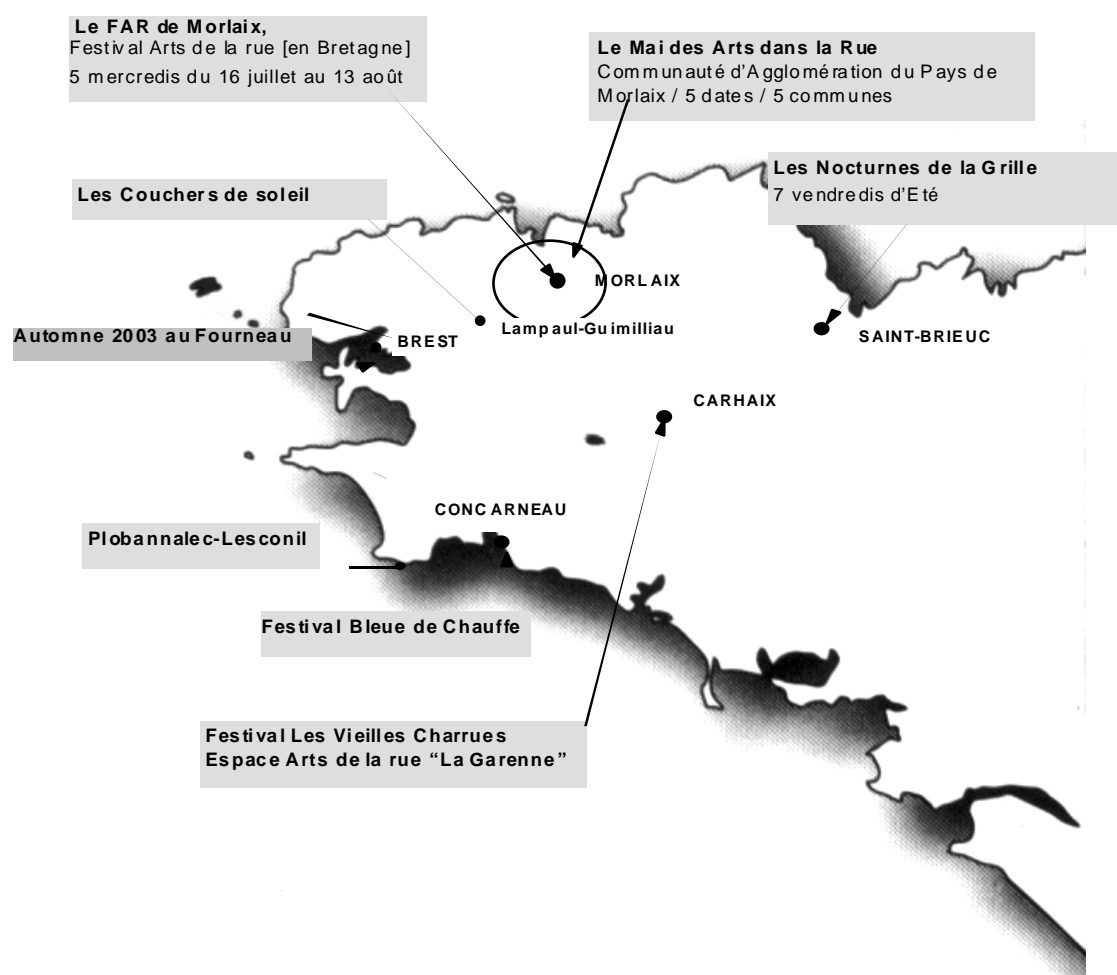 Le FAR de Morlaix,
Festival Arts de la rue [en Bretagne]
5 mercredis du 16 juillet au 13 août
Le Mai des Arts dans la Rue
Communauté d'Agglomération du Pays de
Morlaix / 5 dates / 5 communes
Les Nocturnes de la Grille
7 vendredis d'Eté
Les Couchers de soleil
MORLAIX
Lampaul-Guimilliau
Automne 2003 au Fourneau
BREST
SAINT-BRIEUC
CARHAIX
CONCARNEAU
Plobannalec-Lesconil
Festival Bleue de Chauffe
Festival Les Vieilles Charrues
Espace Arts de la rue “La Garenne”